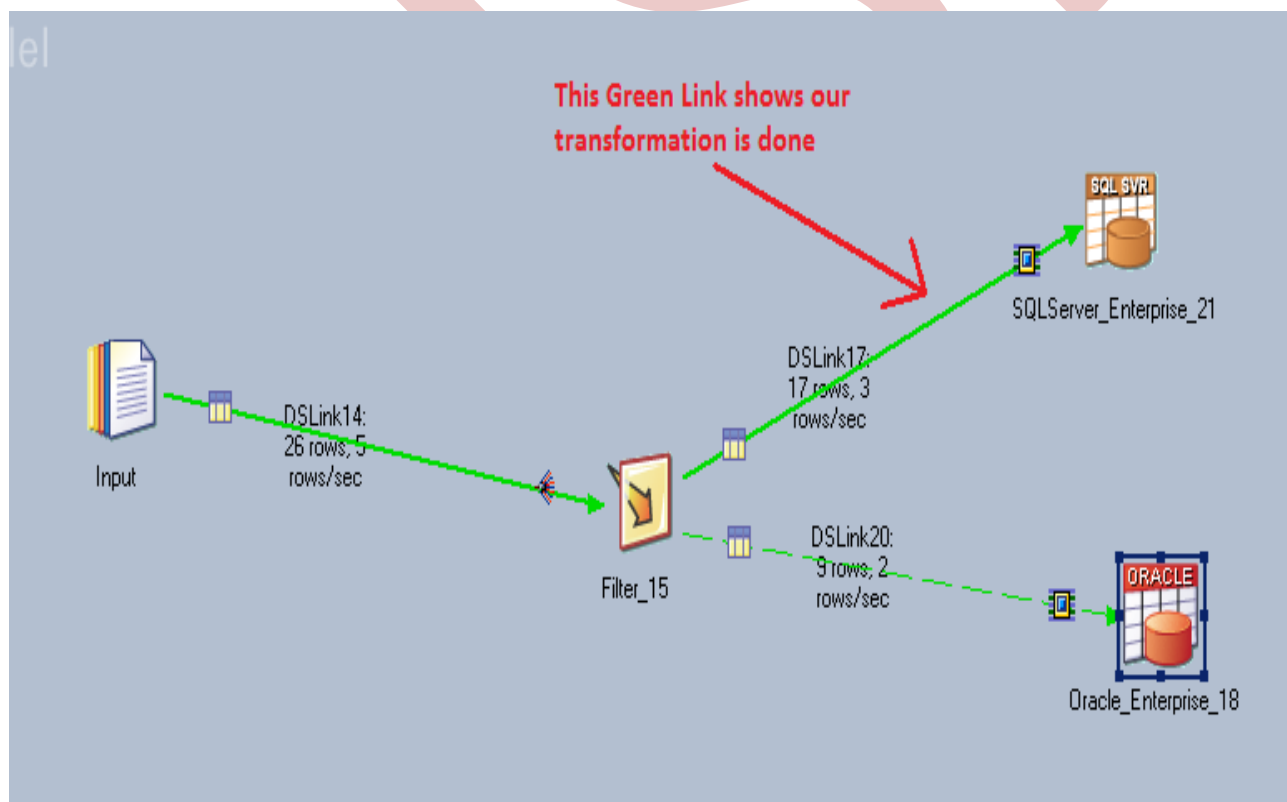 lel
This Green Link shows our
transformation is done
SQL SVR
SQLServer_Enterprise_21
DSLink17:
17 rows, 3
rows/sec
DSLink14:
26 rows, 5
rows/sec
Input
Filter_15
DSLink20:
9 rows, 2
rows/sec
ORACLE
Oracle_Enterprise_18